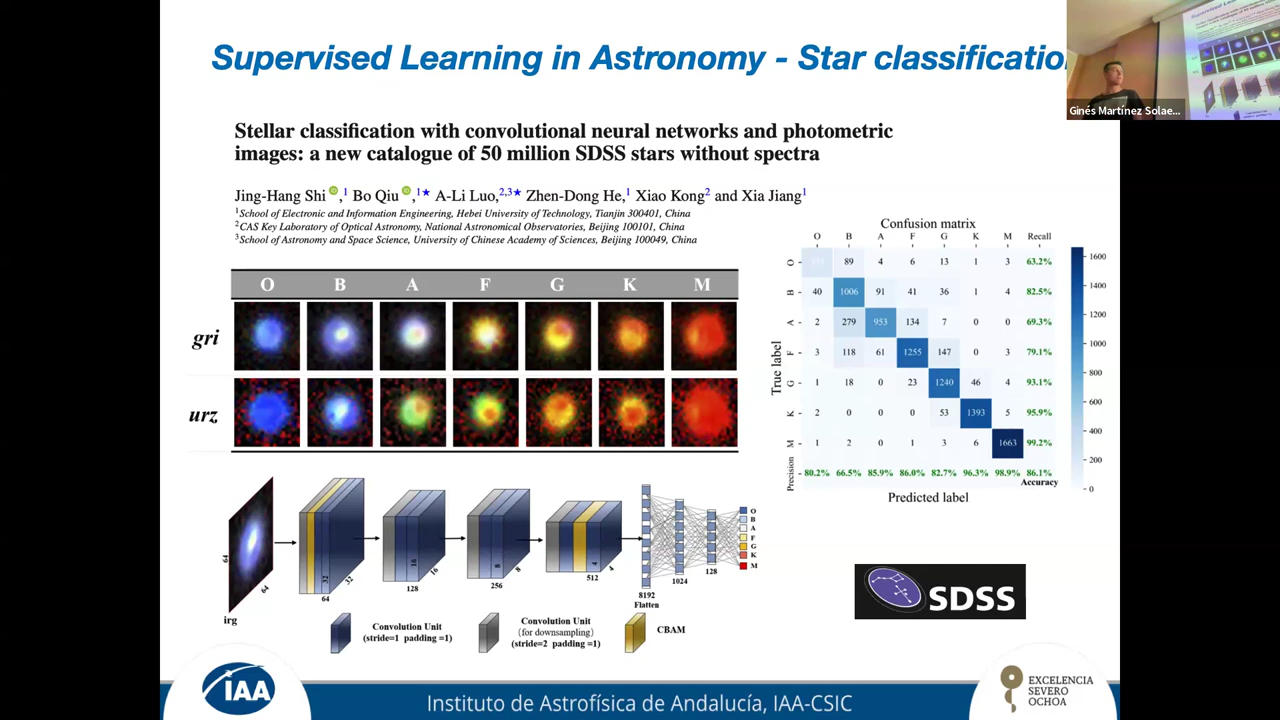 Supervised Learning in Astronomy - Star classificatio
Ginés Martínez Solae...
Stellar classification with convolutional neural networks and photometric
images: a new catalogue of 50 million SDSS stars without spectra
Jing-Hang Shi ,1 Bo Qiu ,1★ A-Li Luo,2,3★ Zhen-Dong He,1 Xiao Kong2 and Xia Jiang1
1School of Electronic and Information Engineering, Hebei University of Technology, Tianjin 300401, China
2CAS Key Laboratory of Optical Astronomy, National Astronomical Observatories, Beijing 100101, China
3School of Astronomy and Space Science, University of Chinese Academy of Sciences, Beijing 100049, China
O B A F G K M
gri
urz
Confusion matrix
O B A F G K M Recall
O 89 4 6 13 1 3 63.2%
B 40 1006 91 41 36 1 4 82.5%
A 2 279 953 134 7 0 0 69.3%
F 3 118 61 1255 147 0 3 79.1%
G 1 18 0 23 1240 46 4 93.1%
K 2 0 0 0 53 1393 5 95.9%
M 1 2 0 1 3 6 1663 99.2%
Precision 80.2% 66.5% 85.9% 86.0% 82.7% 96.3% 98.9% 86.1%
Accuracy
True label
Predicted label
1600
1400
1200
1000
800
600
400
200
0
64
64
irg
32
32
64
16
16
128
8
8
256
4
4
512
8192
Flatten
1024
128
O
B
A
F
G
K
M
Convolution Unit
(stride=1 padding =1)
Convolution Unit
(for downsampling)
(stride=2 padding =1)
CBAM
SDSS
IAA
Instituto de Astrofísica de Andalucía, IAA-CSIC
EXCELENCIA
SEVERO
OCHOA